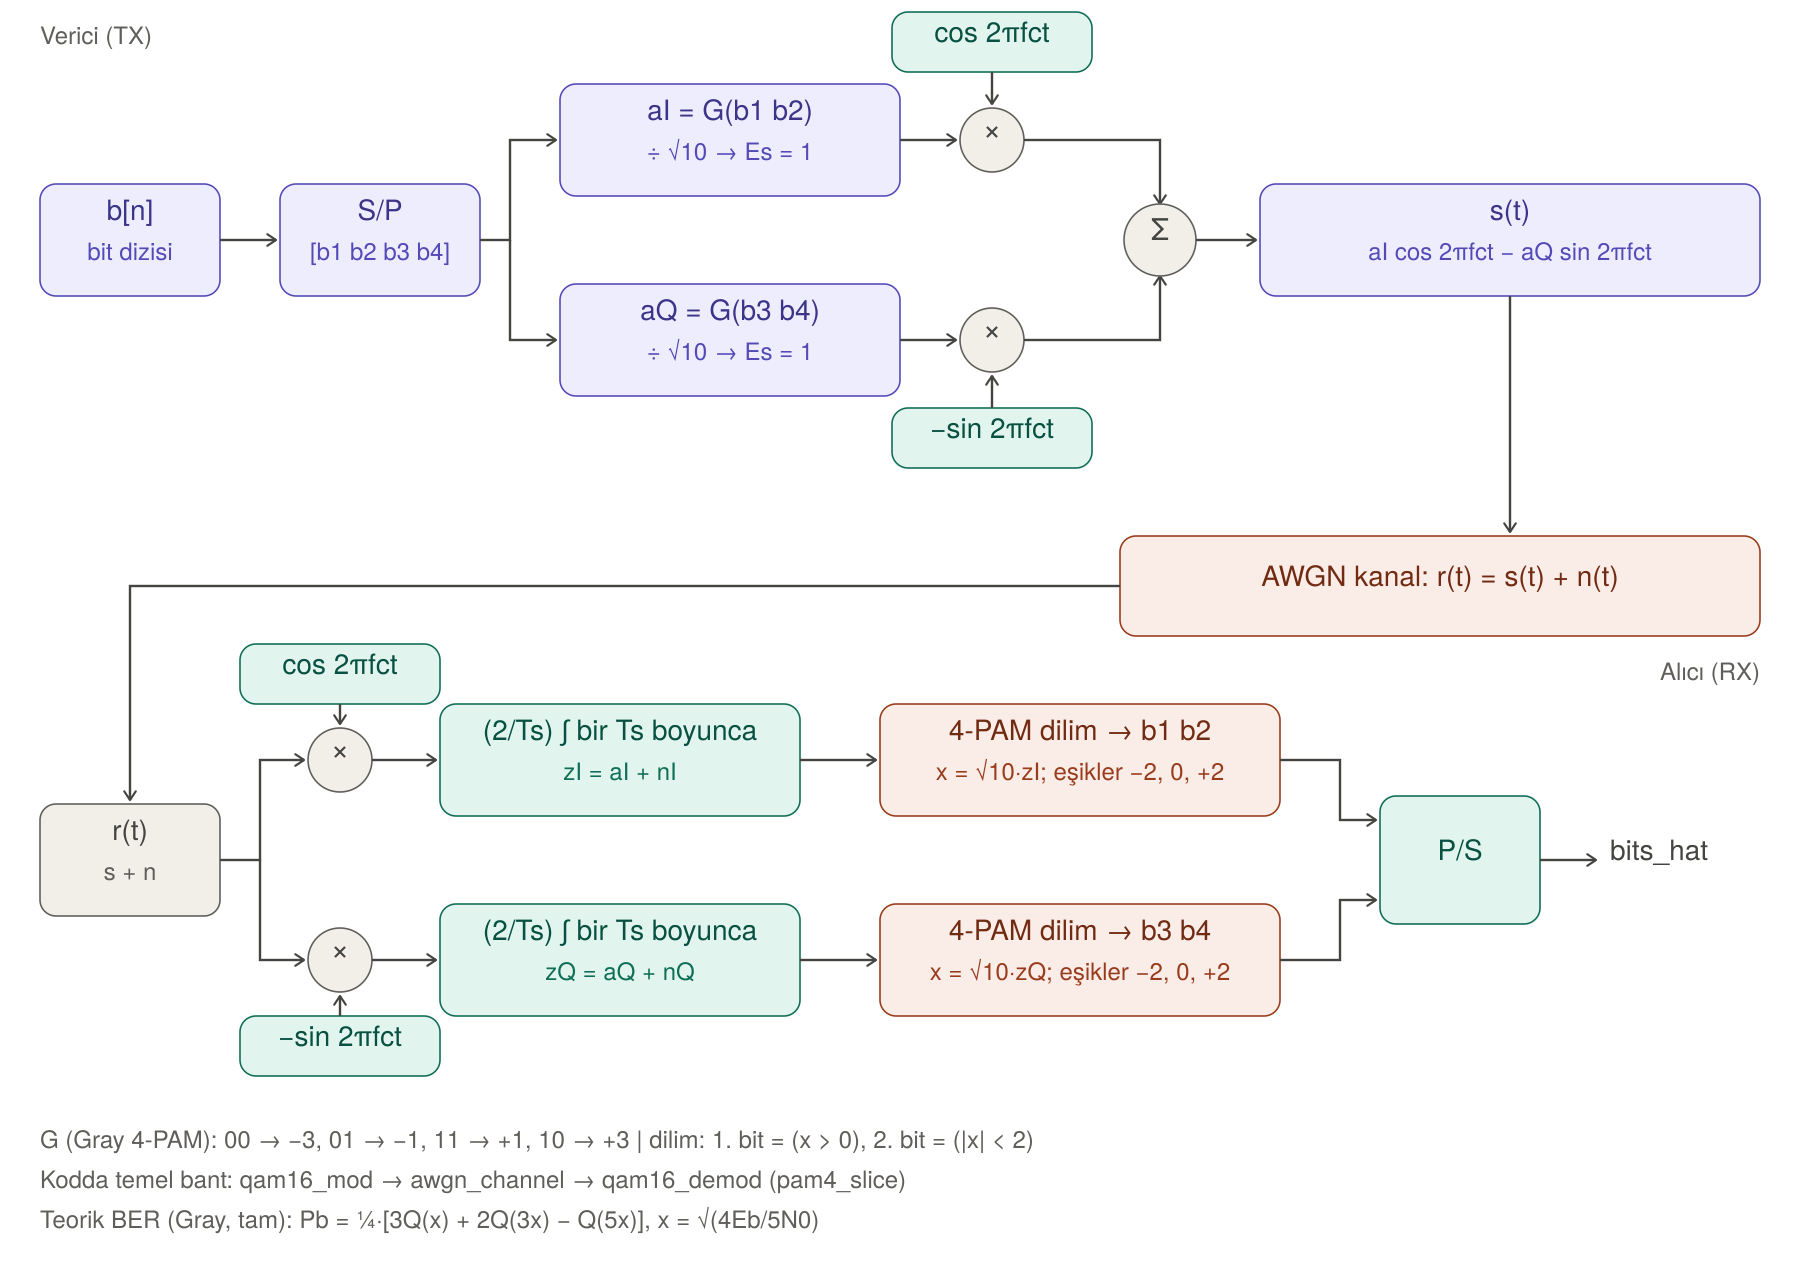 Verici (TX)
cos 2πfct
aI = G(b1 b2)
÷ √10 → Es = 1
×
b[n]
bit dizisi
S/P
[b1 b2 b3 b4]
Σ
s(t)
aI cos 2πfct − aQ sin 2πfct
aQ = G(b3 b4)
÷ √10 → Es = 1
×
−sin 2πfct
AWGN kanal: r(t) = s(t) + n(t)
Alıcı (RX)
cos 2πfct
×
(2/Ts) ∫ bir Ts boyunca
zI = aI + nI
4-PAM dilim → b1 b2
x = √10·zI; eşikler −2, 0, +2
r(t)
s + n
P/S
bits_hat
×
(2/Ts) ∫ bir Ts boyunca
zQ = aQ + nQ
4-PAM dilim → b3 b4
x = √10·zQ; eşikler −2, 0, +2
−sin 2πfct
G (Gray 4-PAM): 00 → −3, 01 → −1, 11 → +1, 10 → +3 | dilim: 1. bit = (x > 0), 2. bit = (|x| < 2)
Kodda temel bant: qam16_mod → awgn_channel → qam16_demod (pam4_slice)
Teorik BER (Gray, tam): Pb = ¼·[3Q(x) + 2Q(3x) − Q(5x)], x = √(4Eb/5N0)